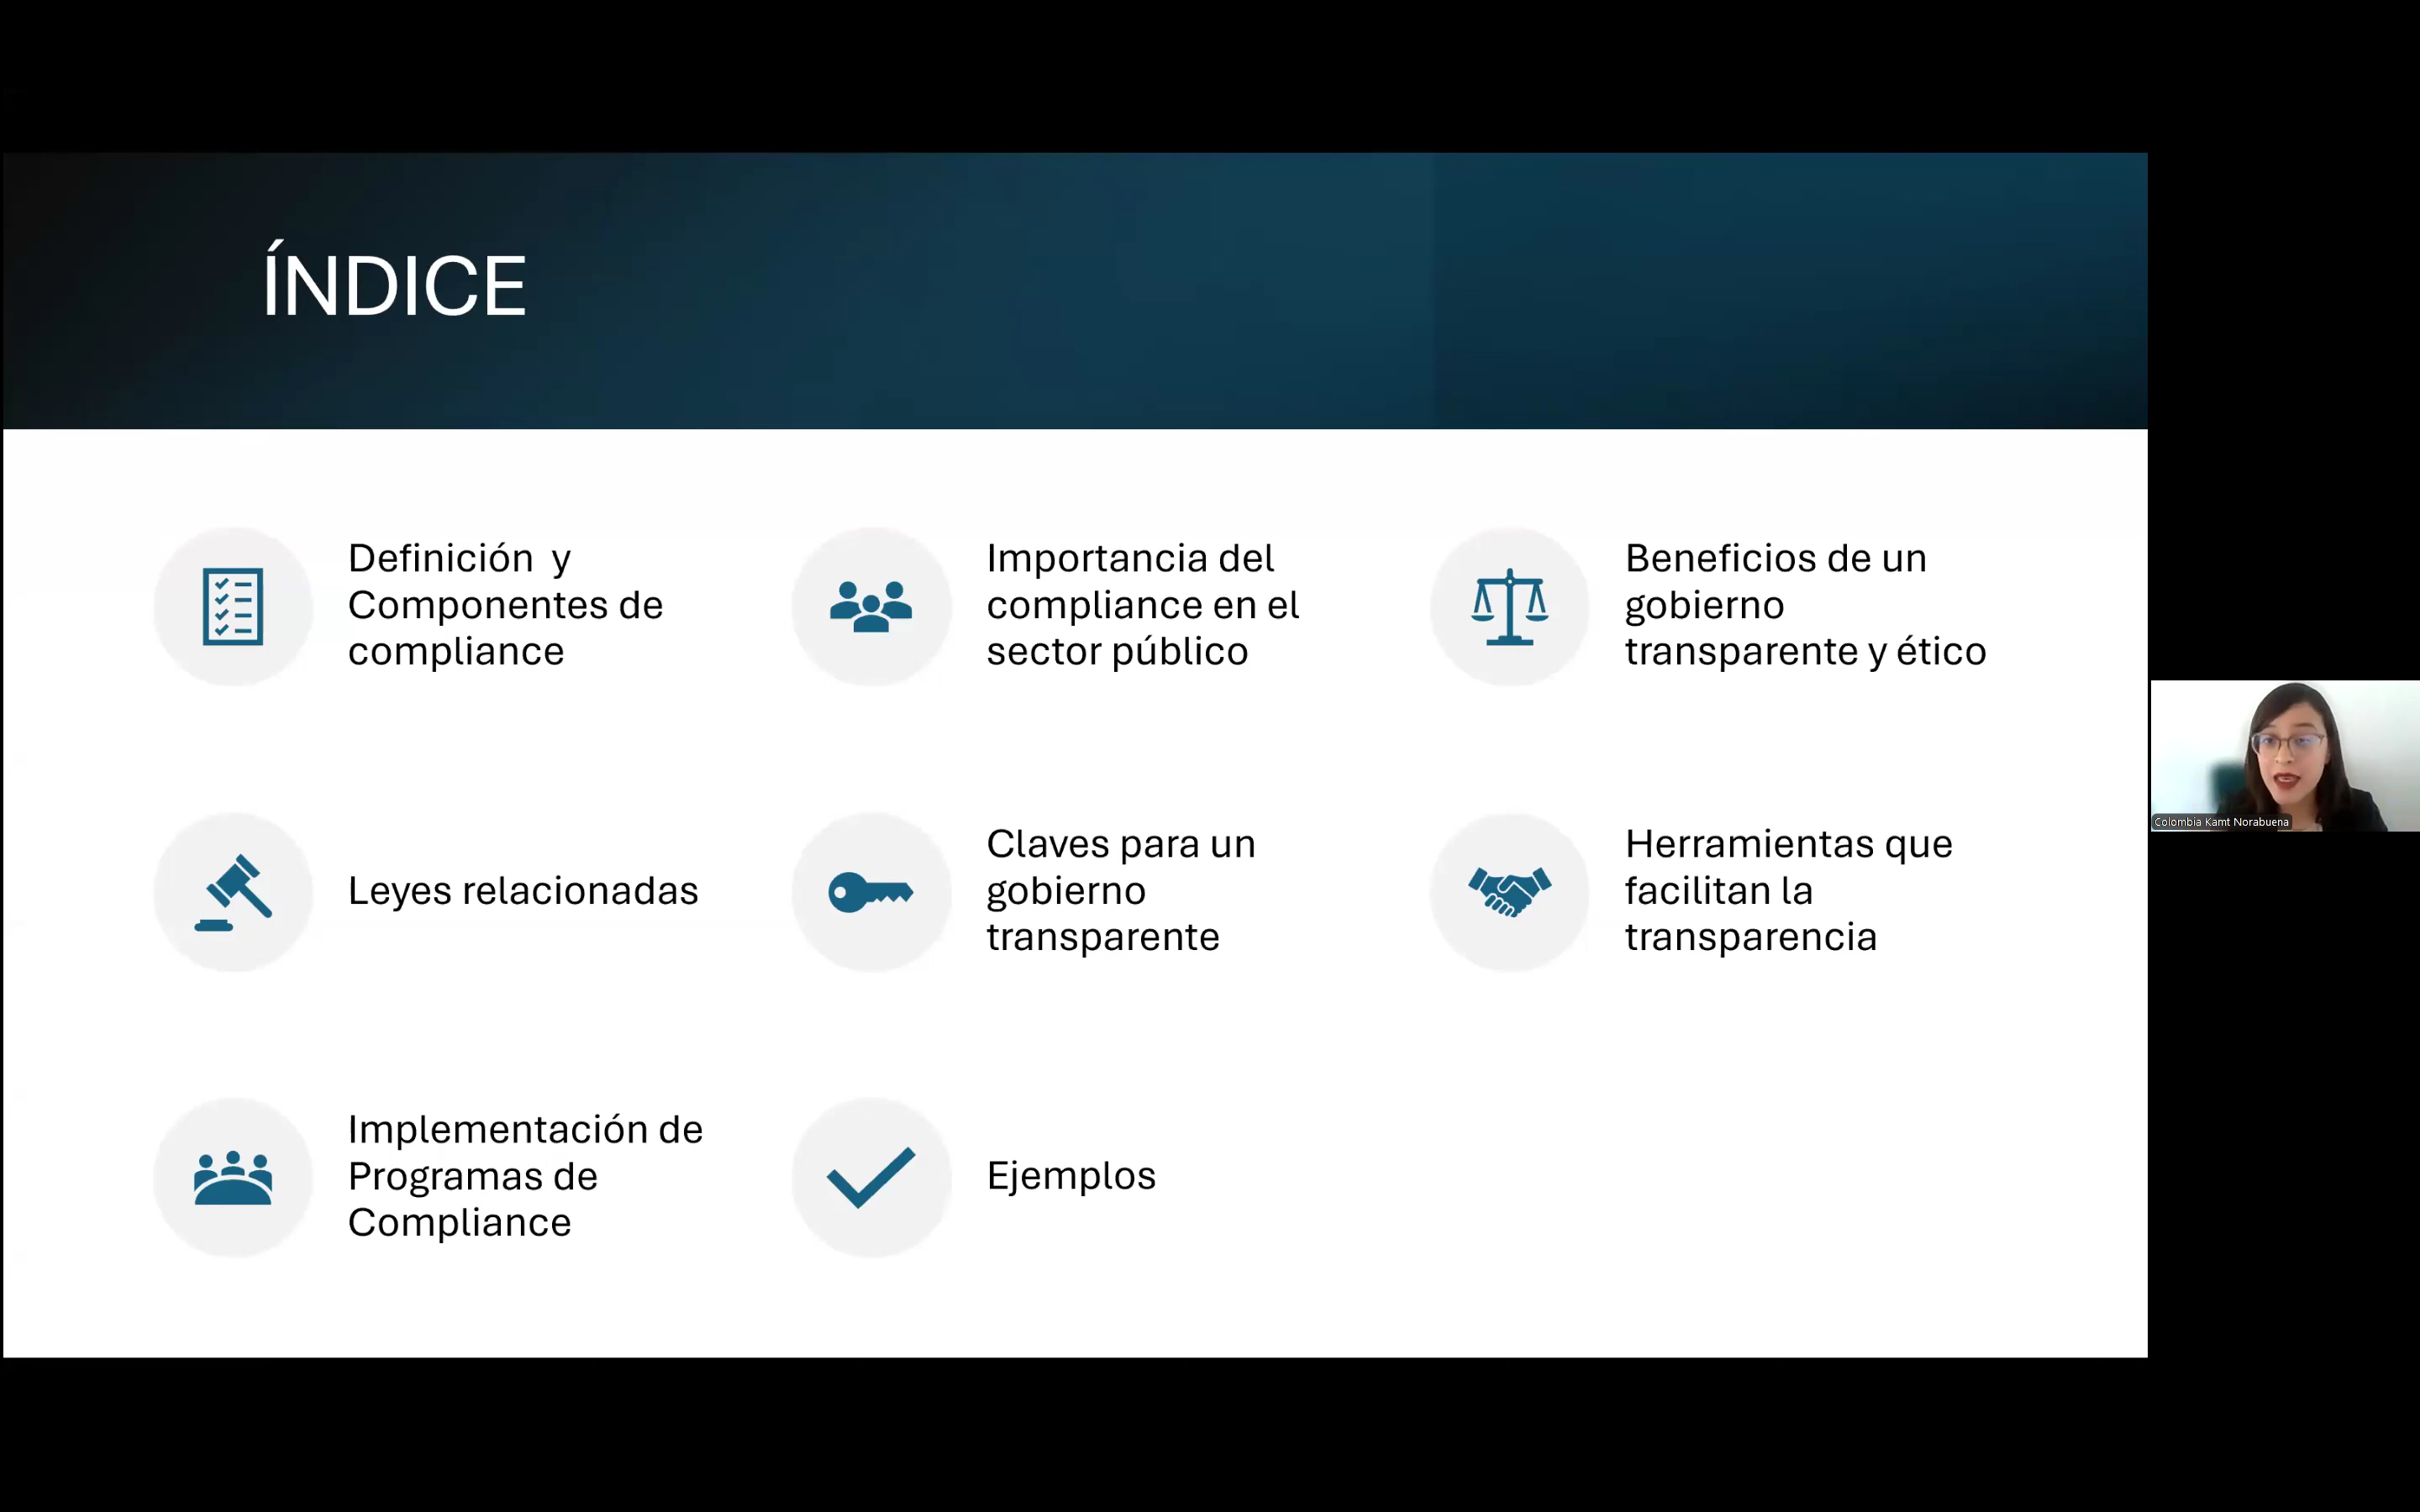 ÍNDICE
Definición y
Componentes de
compliance
Importancia del
compliance en el
sector público
Beneficios de un
gobierno
transparente y ético
Leyes relacionadas
Claves para un
gobierno
transparente
Herramientas que
facilitan la
transparencia
Implementación de
Programas de
Compliance
Ejemplos
Colombia Kamt Norabuena